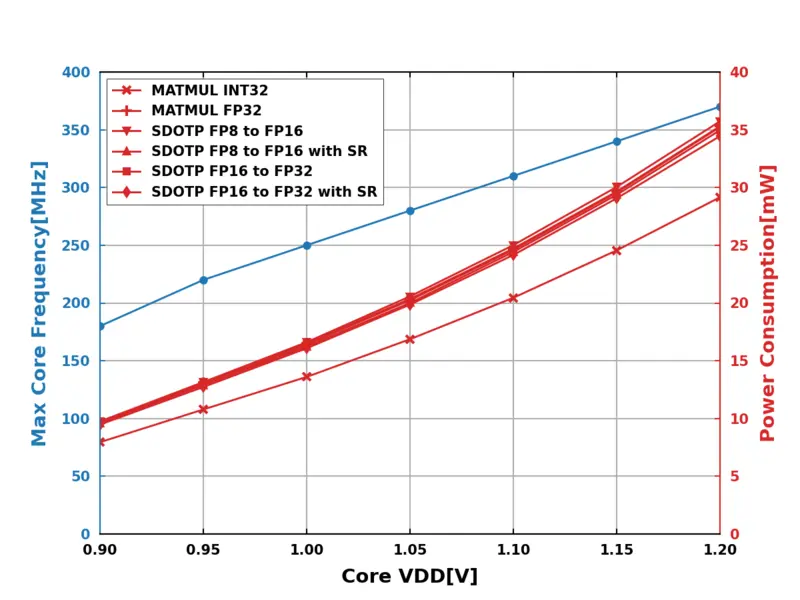 400
350
300
250
200
150
100
50
0
Max Core Frequency[MHz]
MATMUL INT32
MATMUL FP32
SDOTP FP8 to FP16
SDOTP FP8 to FP16 with SR
SDOTP FP16 to FP32
SDOTP FP16 to FP32 with SR
40
35
30
25
20
15
10
5
0
Power Consumption[mW]
0.90 0.95 1.00 1.05 1.10 1.15 1.20
Core VDD[V]